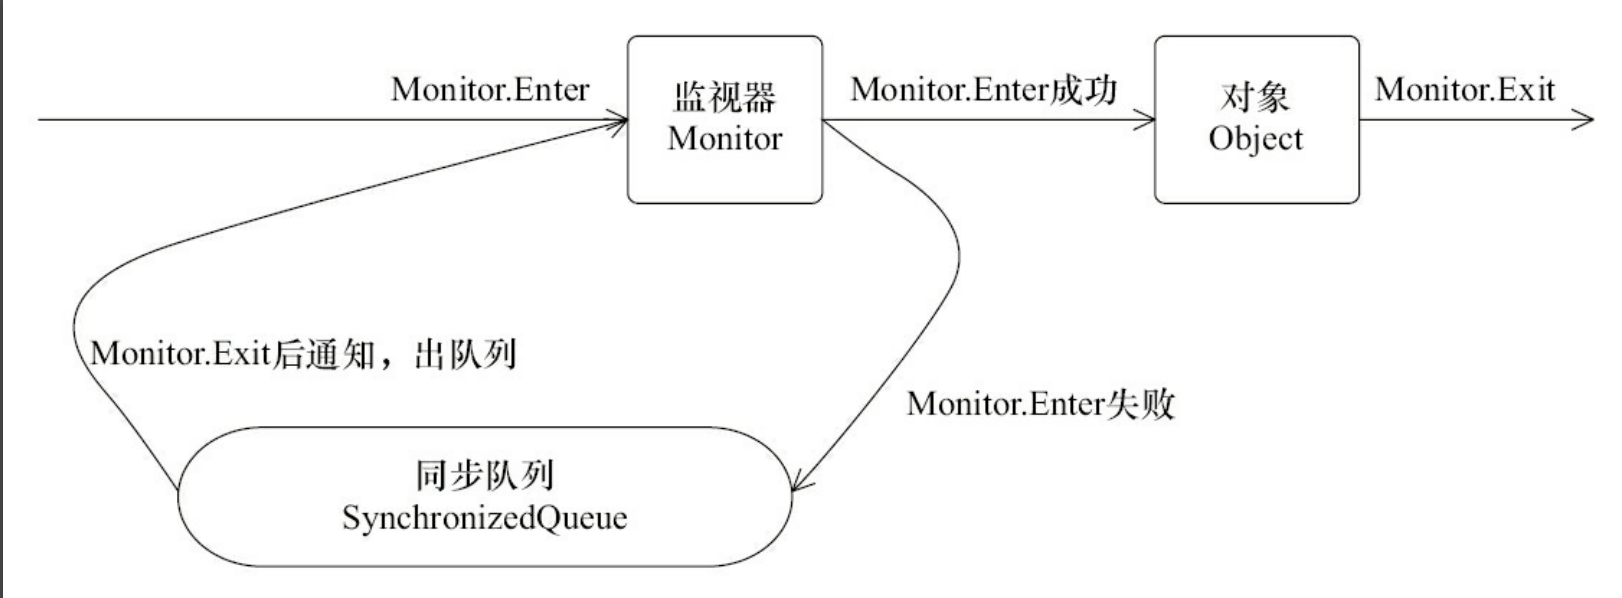 Monitor.Enter
监视器
Monitor
Monitor.Enter成功
对象
Object
Monitor.Exit
Monitor.Exit后通知，出队列
Monitor.Enter失败
同步队列
SynchronizedQueue